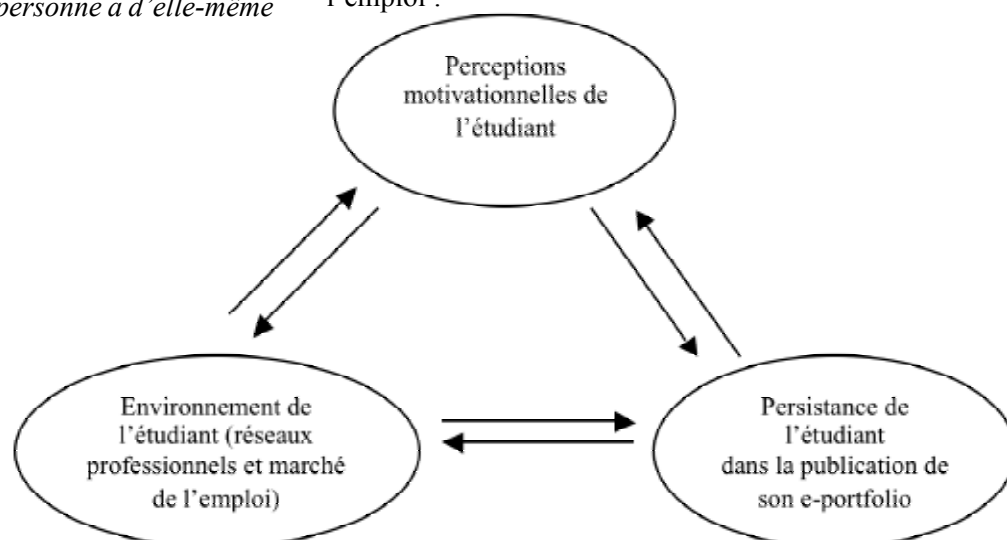 personne a d’elle-même
l’emploi :
Perceptions
motivationnelles de
l’étudiant
Environnement de
l’étudiant (réseaux
professionnels et marché
de l’emploi)
Persistance de
l’étudiant
dans la publication de
son e-portfolio